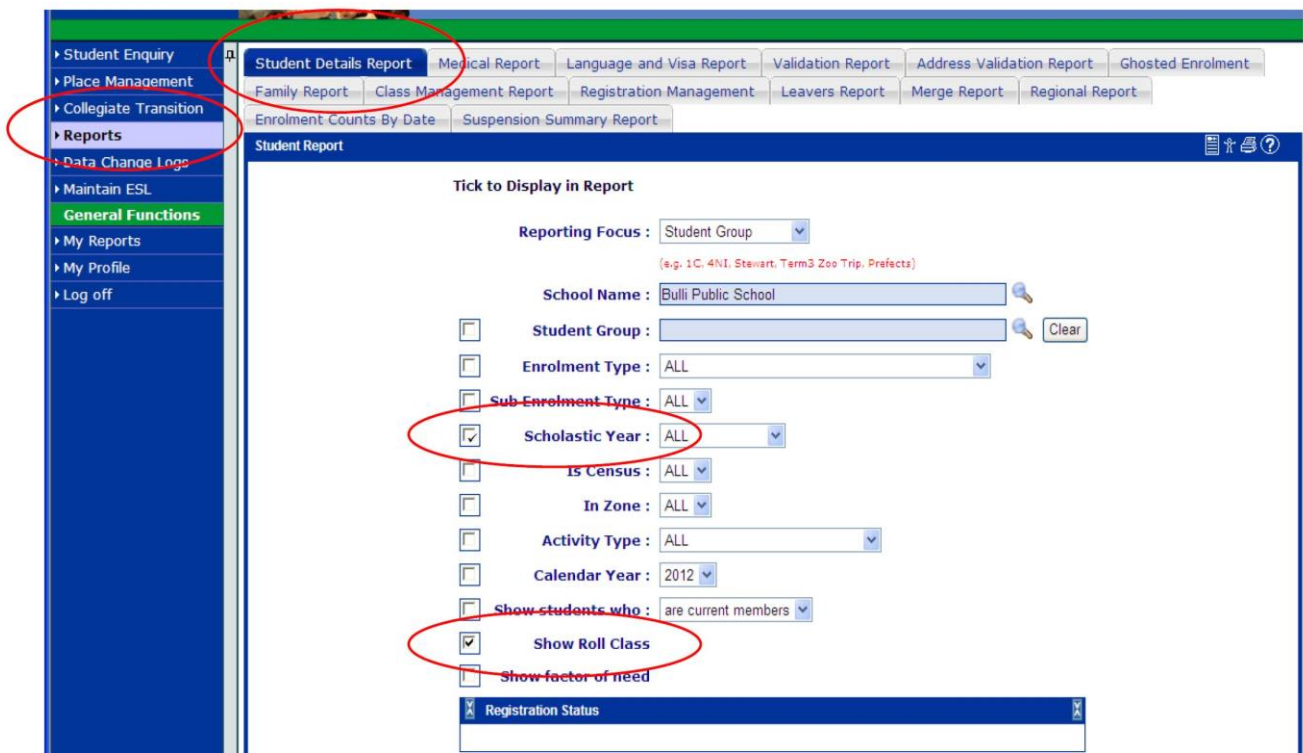 Student Enquiry
Place Management
Collegiate Transition
Reports
Data Change Logs
Maintain ESL
General Functions
My Reports
My Profile
Log off
Student Details Report Medical Report Language and Visa Report Validation Report Address Validation Report Ghosted Enrolment
Family Report Class Management Report Registration Management Leavers Report Merge Report Regional Report
Enrolment Counts By Date Suspension Summary Report
Student Report
Tick to Display in Report
Reporting Focus : Student Group
(e.g. 1C, 4NI, Stewart, Term3 Zoo Trip, Prefects)
School Name : Bulli Public School
Student Group : Clear
Enrolment Type : ALL
Sub Enrolment Type : ALL
Scholastic Year : ALL
Is Census : ALL
In Zone : ALL
Activity Type : ALL
Calendar Year : 2012
Show students who : are current members
Show Roll Class
Show factor of need
Registration Status